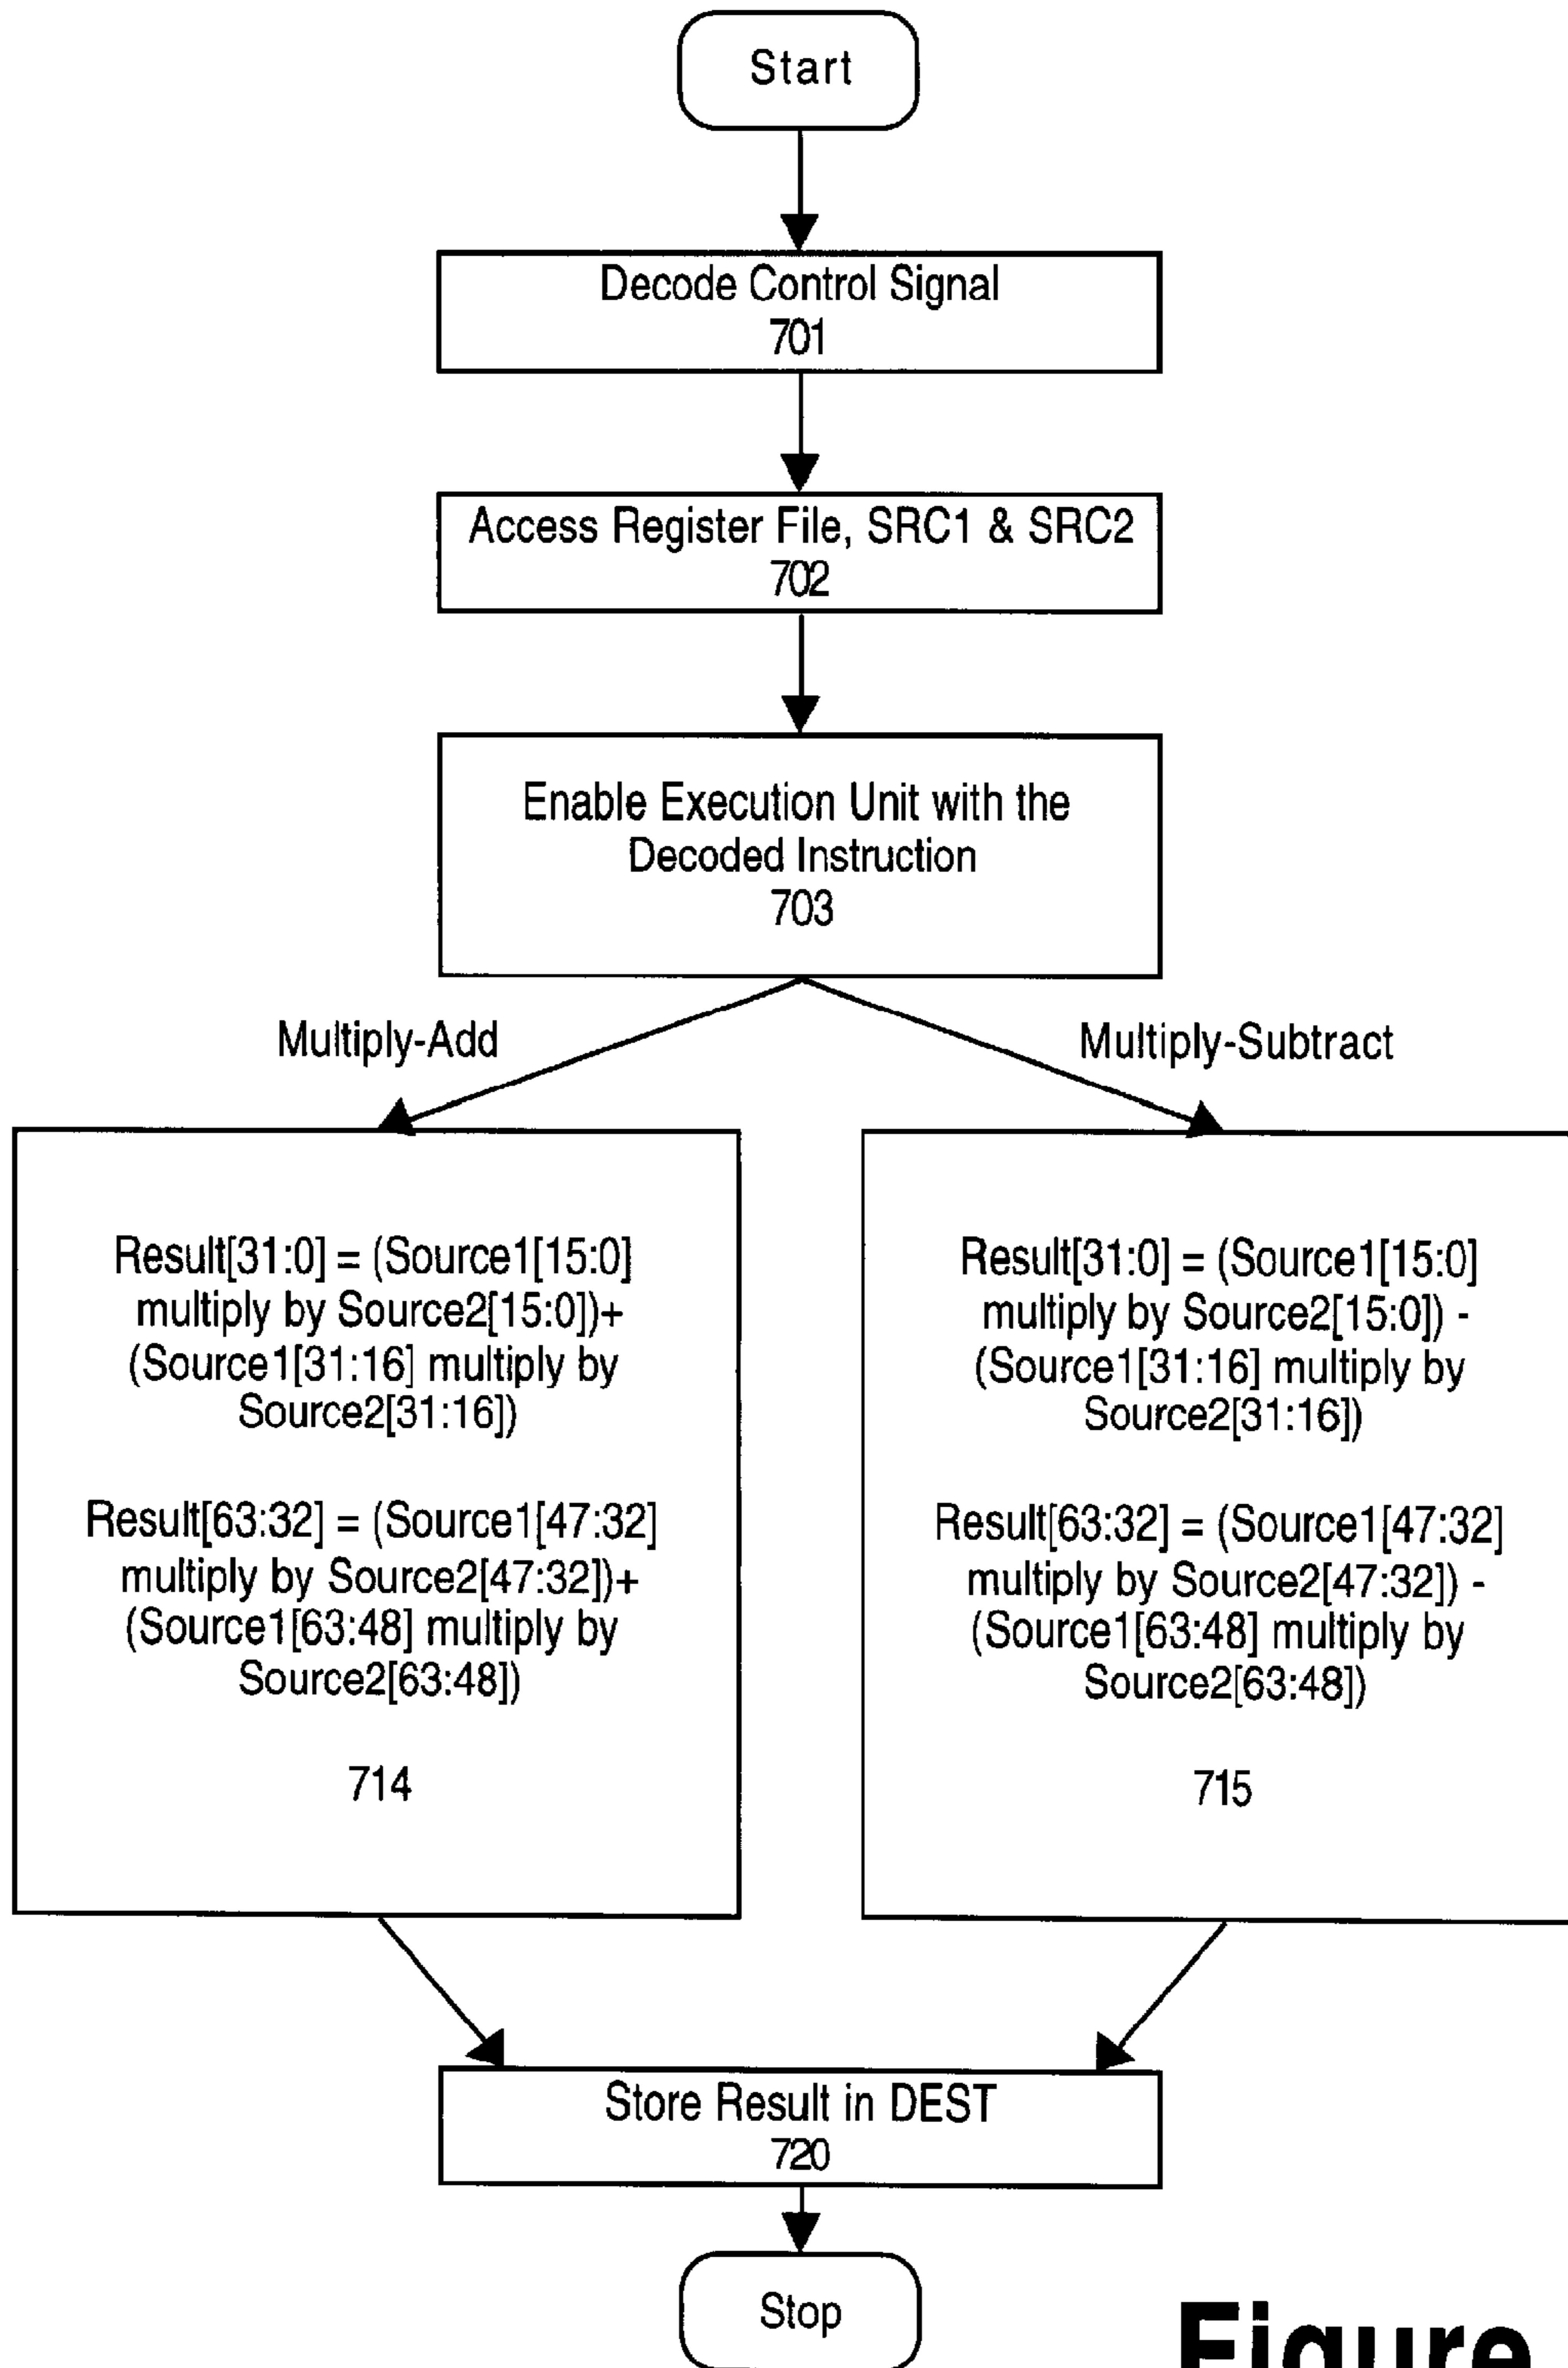 Start
Decode Control Signal
701
Access Register File, SRC1 & SRC2
702
Enable Execution Unit with the
Decoded Instruction
703
Multiply-Add
Multiply-Subtract
Result[31:0] = (Source1[15:0]
multiply by Source2[15:0])+
(Source1[31:16] multiply by
Source2[31:16])
Result[63:32] = (Source1[47:32]
multiply by Source2[47:32])+
(Source1[63:48] multiply by
Source2[63:48])
714
Result[31:0] = (Source1[15:0]
multiply by Source2[15:0]) -
(Source1[31:16] multiply by
Source2[31:16])
Result[63:32] = (Source1[47:32]
multiply by Source2[47:32]) -
(Source1[63:48] multiply by
Source2[63:48])
715
Store Result in DEST
720
Stop
Figure